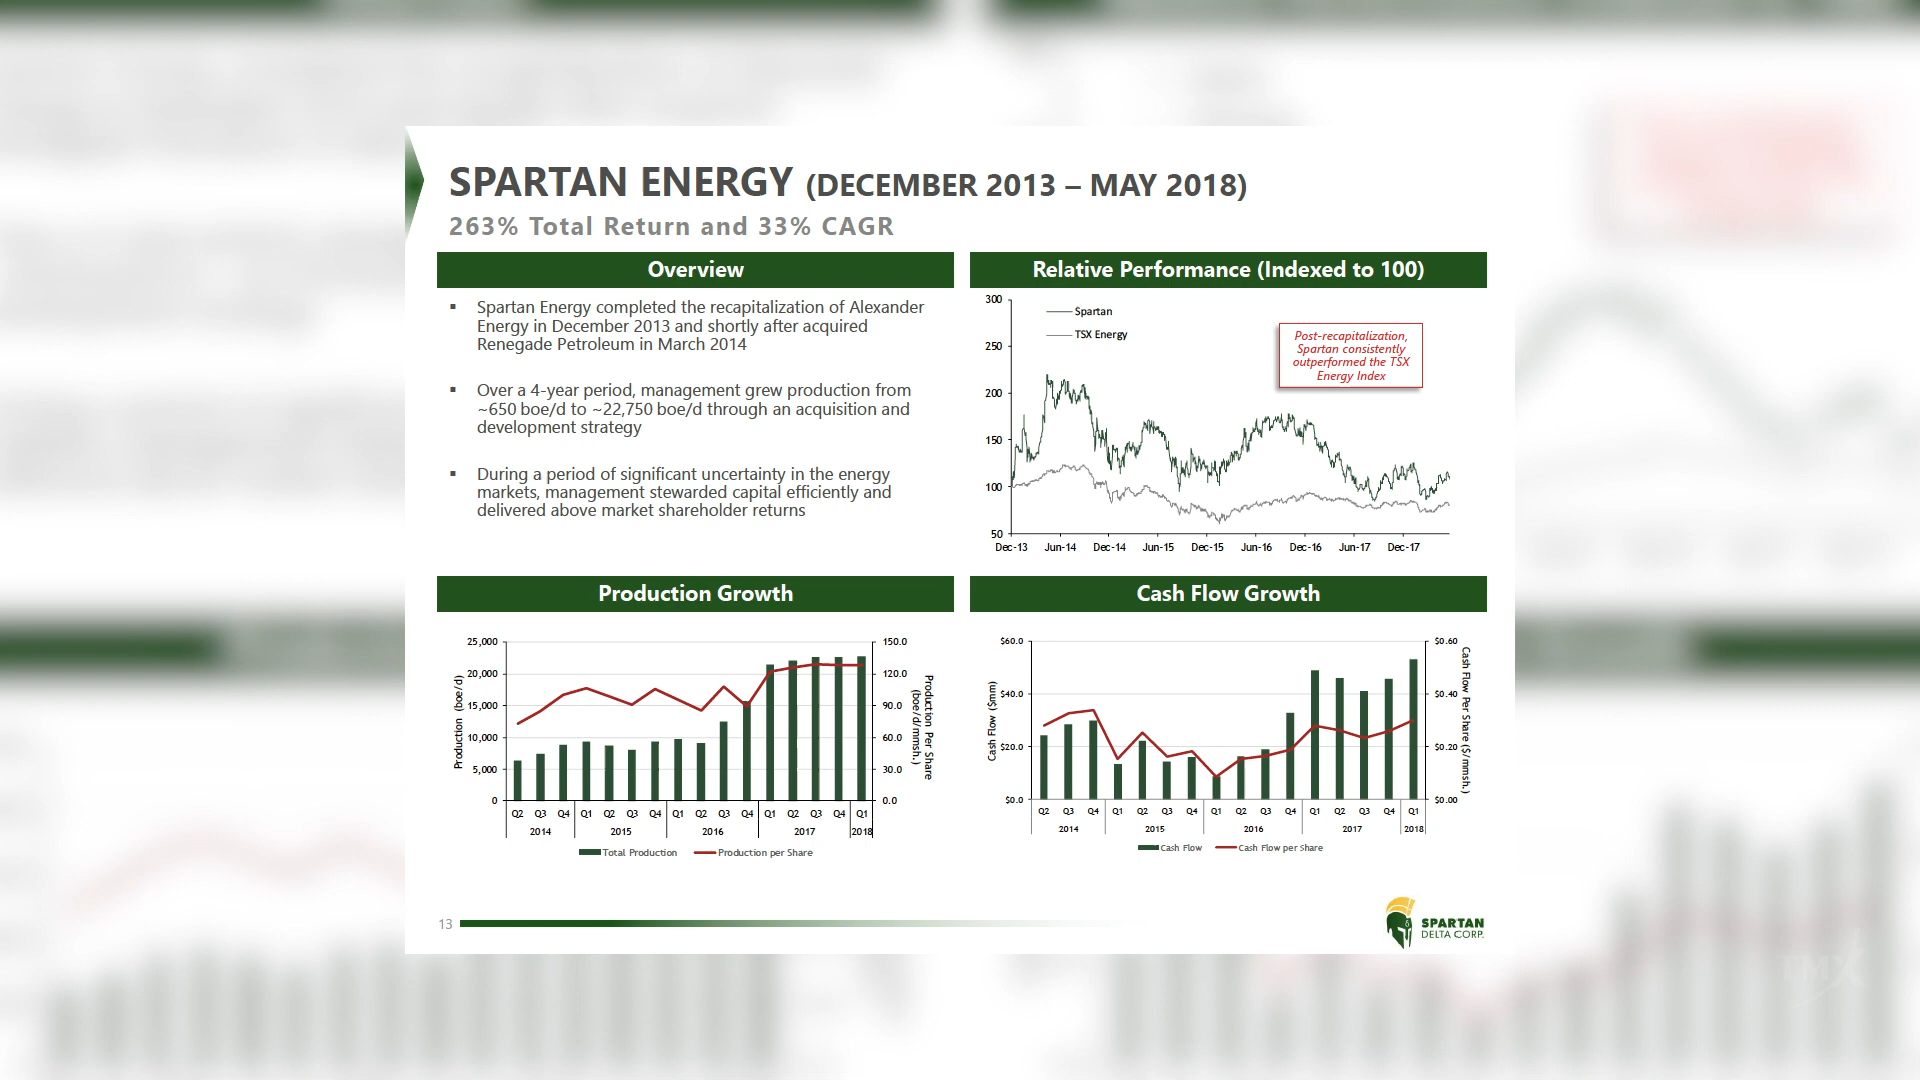 SPARTAN ENERGY (DECEMBER 2013 – MAY 2018)
263% Total Return and 33% CAGR
Overview
▪ Spartan Energy completed the recapitalization of Alexander
Energy in December 2013 and shortly after acquired
Renegade Petroleum in March 2014
▪ Over a 4-year period, management grew production from
~650 boe/d to ~22,750 boe/d through an acquisition and
development strategy
▪ During a period of significant uncertainty in the energy
markets, management stewarded capital efficiently and
delivered above market shareholder returns
Relative Performance (Indexed to 100)
300
250
200
150
100
50
Spartan
TSX Energy
Post-recapitalization,
Spartan consistently
outperformed the TSX
Energy Index
Dec-13 Jun-14 Dec-14 Jun-15 Dec-15 Jun-16 Dec-16 Jun-17 Dec-17
Production Growth
Production (boe/d)
25,000
20,000
15,000
10,000
5,000
0
150.0
120.0
90.0
60.0
30.0
0.0
Production Per Share
(boe/d/mmsh.)
Q2 Q3 Q4 Q1 Q2 Q3 Q4 Q1 Q2 Q3 Q4 Q1 Q2 Q3 Q4 Q1
2014 2015 2016 2017 2018
Total Production Production per Share
Cash Flow Growth
Cash Flow ($mm)
$60.0
$40.0
$20.0
$0.0
$0.60
$0.40
$0.20
$0.00
Cash Flow Per Share ($/mmsh.)
Q2 Q3 Q4 Q1 Q2 Q3 Q4 Q1 Q2 Q3 Q4 Q1 Q2 Q3 Q4 Q1
2014 2015 2016 2017 2018
Cash Flow Cash Flow per Share
13
SPARTAN
DELTA CORP.
TMX